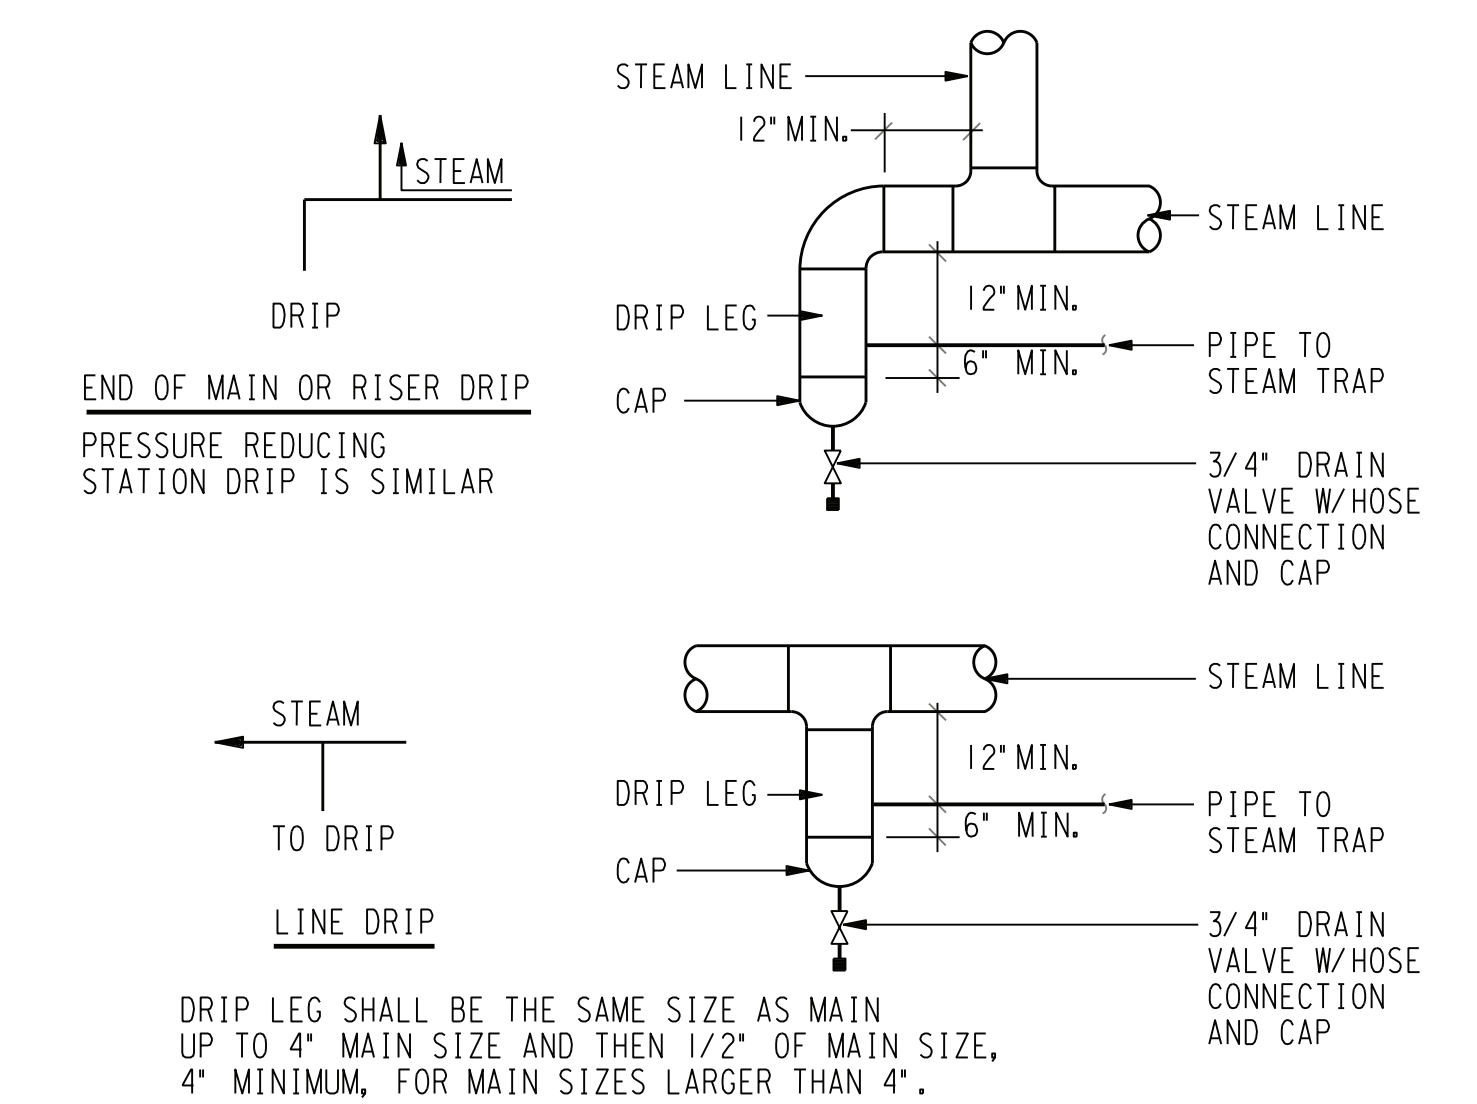 STEAM
DRIP
END OF MAIN OR RISER DRIP
PRESSURE REDUCING
STATION DRIP IS SIMILAR
STEAM LINE
12" MIN.
STEAM LINE
12" MIN.
DRIP LEG
PIPE TO
STEAM TRAP
6" MIN.
CAP
3/4" DRAIN
VALVE W/HOSE
CONNECTION
AND CAP
STEAM
TO DRIP
LINE DRIP
STEAM LINE
12" MIN.
DRIP LEG
PIPE TO
STEAM TRAP
6" MIN.
CAP
3/4" DRAIN
VALVE W/HOSE
CONNECTION
AND CAP
DRIP LEG SHALL BE THE SAME SIZE AS MAIN
UP TO 4" MAIN SIZE AND THEN 1/2" OF MAIN SIZE,
4" MINIMUM, FOR MAIN SIZES LARGER THAN 4".